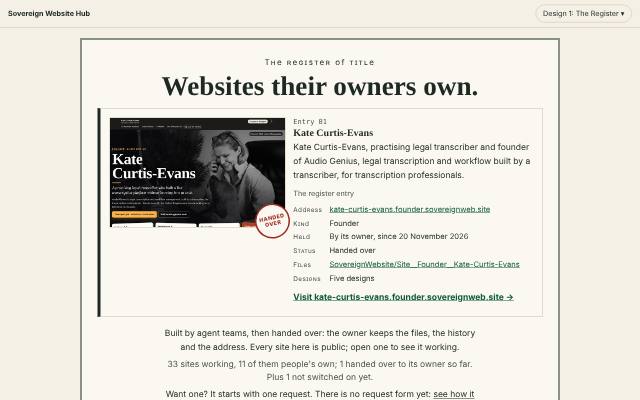 Sovereign Website Hub
Design 1: The Register ▾
The register of title
Websites their owners own.
Kate
Curtis-Evans
HANDED
OVER
Entry 01
Kate Curtis-Evans
Kate Curtis-Evans, practising legal transcriber and founder
of Audio Genius, legal transcription and workflow built by a
transcriber, for transcription professionals.
The register entry
Address kate-curtis-evans.founder.sovereignweb.site
Kind Founder
Held By its owner, since 20 November 2026
Status Handed over
Files SovereignWebsite/Site__Founder__Kate-Curtis-Evans
Designs Five designs
Visit kate-curtis-evans.founder.sovereignweb.site →
Built by agent teams, then handed over: the owner keeps the files, the history
and the address. Every site here is public; open one to see it working.
33 sites working, 11 of them people's own; 1 handed over to its owner so far.
Plus 1 not switched on yet.
Want one? It starts with one request. There is no request form yet: see how it